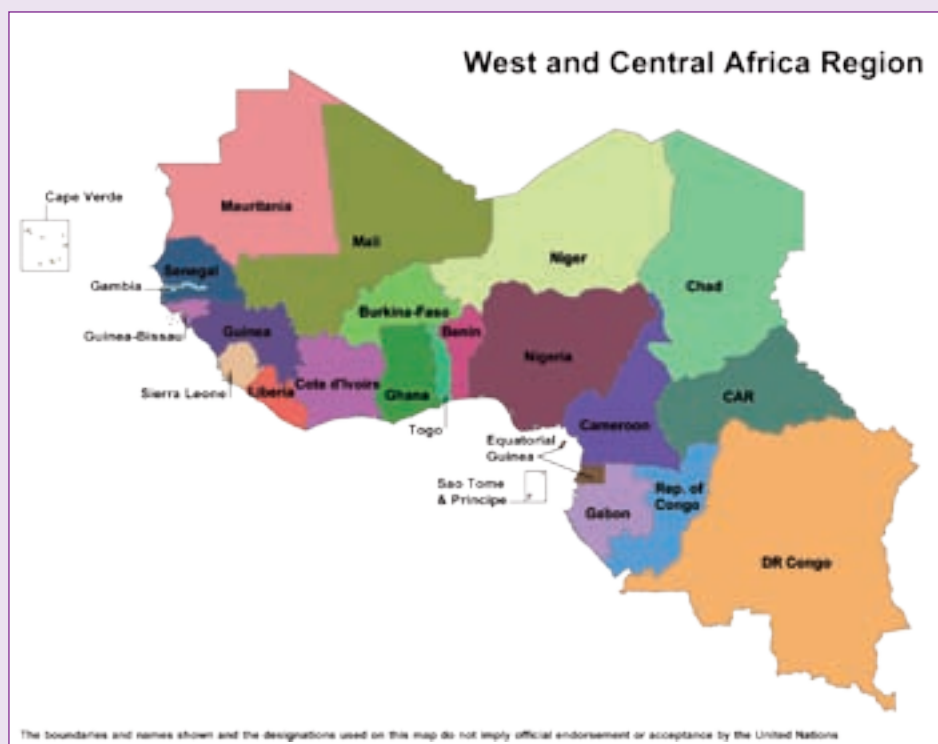 West and Central Africa Region
Cape Verde
Mauritania
Mali
Niger
Chad
Senegal
Gambia
Guinea-Bissau
Guinea
Burkina-Faso
Benin
Nigeria
Sierra Leone
Liberia
Cote d'Ivoirs
Ghana
Togo
CAR
Cameroon
Equatorial
Guinea
Sao Tome
& Principe
Gabon
Rep. of
Congo
DR Congo
The boundaries and names shown and the designations used on this map do not imply official endorsement or acceptance by the United Nations